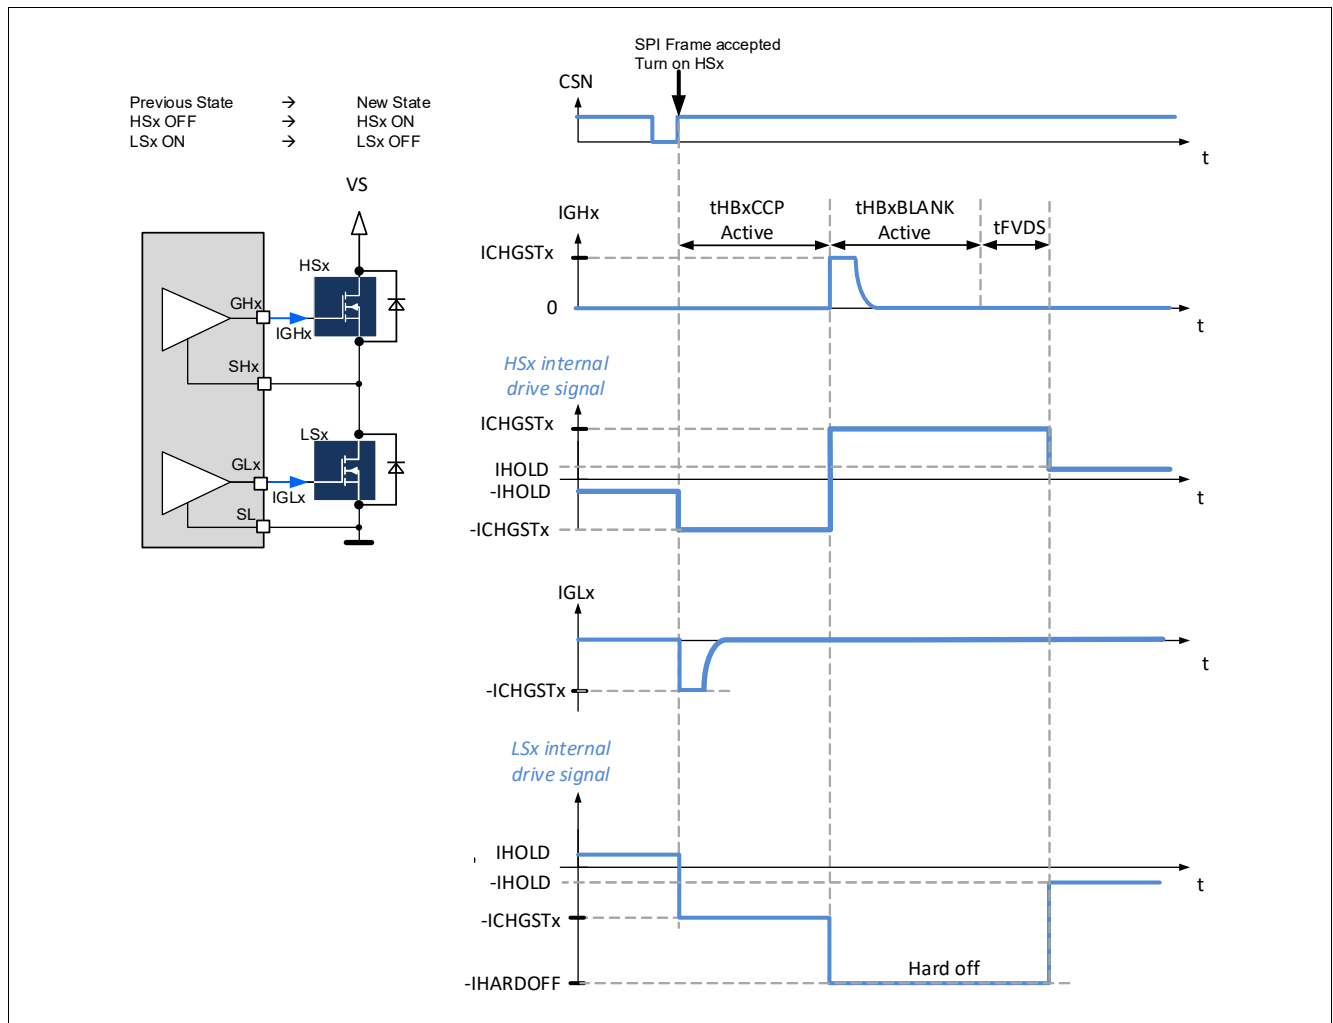 SPI Frame accepted
Turn on HSx
CSN
t
Previous State → New State
HSx OFF → HSx ON
LSx ON → LSx OFF
VS
HSx
GHx
IGHx
SHx
LSx
GLx
IGLx
SL
IGHx
tHBxCCP
Active
tHBxBLANK
Active
tFVDS
ICHGSTx
0
t
HSx internal
drive signal
ICHGSTx
IHOLD
-IHOLD
-ICHGSTx
t
IGLx
-ICHGSTx
t
LSx internal
drive signal
IHOLD
-IHOLD
-ICHGSTx
-IHARDOFF
Hard off
t